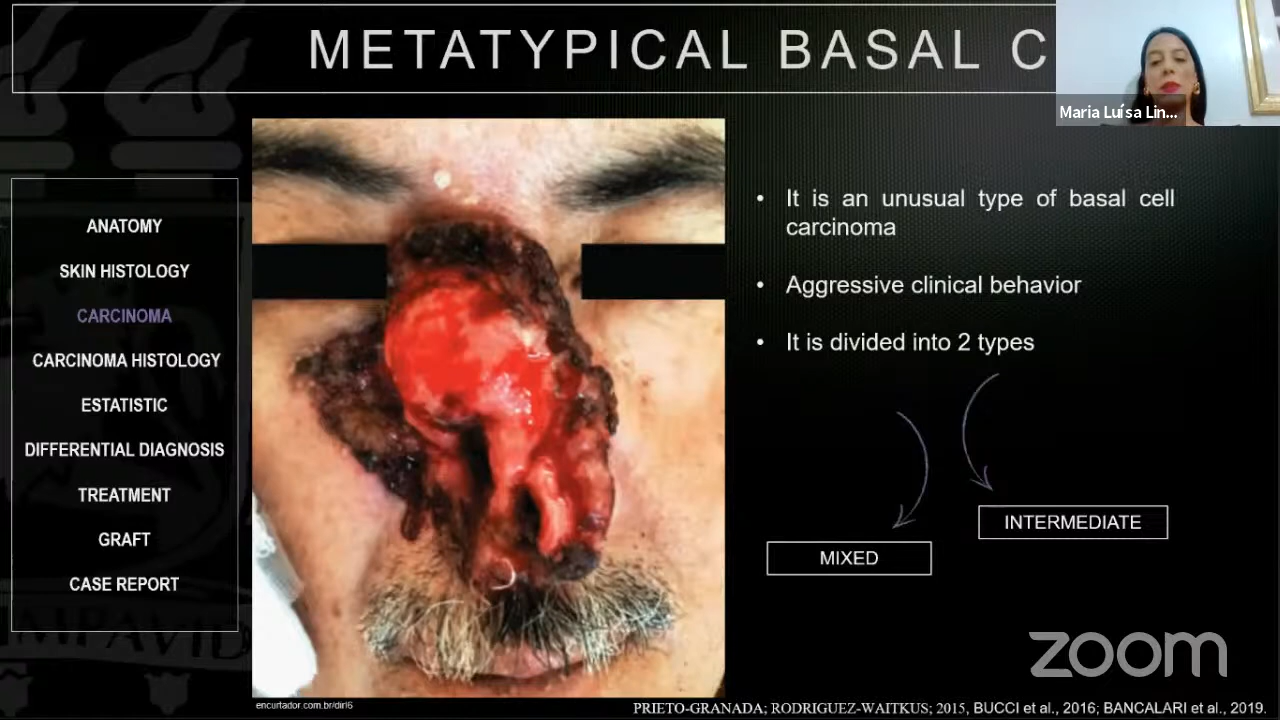 METATYPICAL BASAL C
Maria Luísa Lin...
ANATOMY
SKIN HISTOLOGY
CARCINOMA
CARCINOMA HISTOLOGY
ESTATISTIC
DIFFERENTIAL DIAGNOSIS
TREATMENT
GRAFT
CASE REPORT
• It is an unusual type of basal cell
carcinoma
• Aggressive clinical behavior
• It is divided into 2 types
INTERMEDIATE
MIXED
zoom
encurtador.com.br/dirl6
PRIETO-GRANADA; RODRIGUEZ-WAITKUS; 2015, BUCCI et al., 2016; BANCALARI et al., 2019.